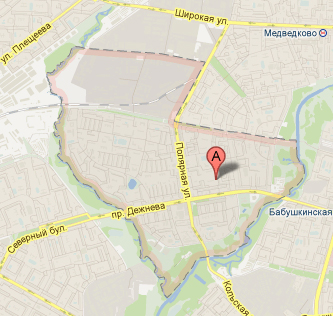 Широкая ул.
Медведково
ул. Плещеева
Полярная ул.
A
пр. Дежнева
Бабушкинская
Северный бул.
Кольская